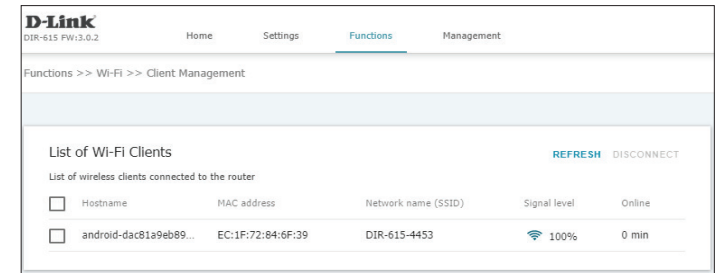 D-Link
DIR-615 FW:3.0.2 Home Settings Functions Management
Functions >> Wi-Fi >> Client Management
List of Wi-Fi Clients REFRESH DISCONNECT
List of wireless clients connected to the router
Hostname MAC address Network name (SSID) Signal level Online
android-dac81a9eb89... EC:1F:72:84:6F:39 DIR-615-4453 100% 0 min